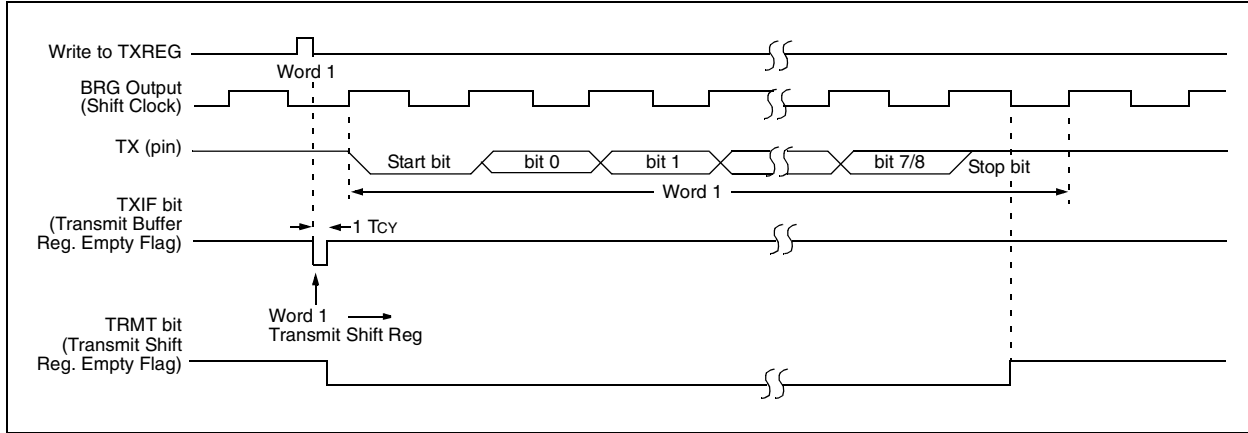 Write to TXREG
Word 1
BRG Output
(Shift Clock)
TX (pin)
Start bit
bit 0
bit 1
bit 7/8
Stop bit
Word 1
TXIF bit
(Transmit Buffer
Reg. Empty Flag)
1 TCY
Word 1
Transmit Shift Reg
TRMT bit
(Transmit Shift
Reg. Empty Flag)